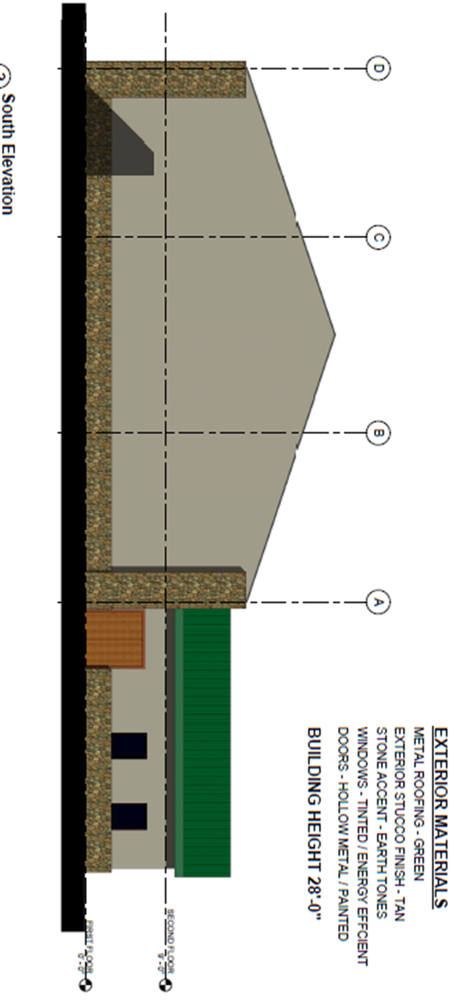 D
C
B
A
EXTERIOR MATERIALS
METAL ROOFING - GREEN
EXTERIOR STUCCO FINISH - TAN
STONE ACCENT - EARTH TONES
WINDOWS - TINTED / ENERGY EFFCIENT
DOORS - HOLLOW METAL / PAINTED
BUILDING HEIGHT 28'-0"
SECOND FLOOR
9' - 0"
FIRST FLOOR
0' - 0"
South Elevation